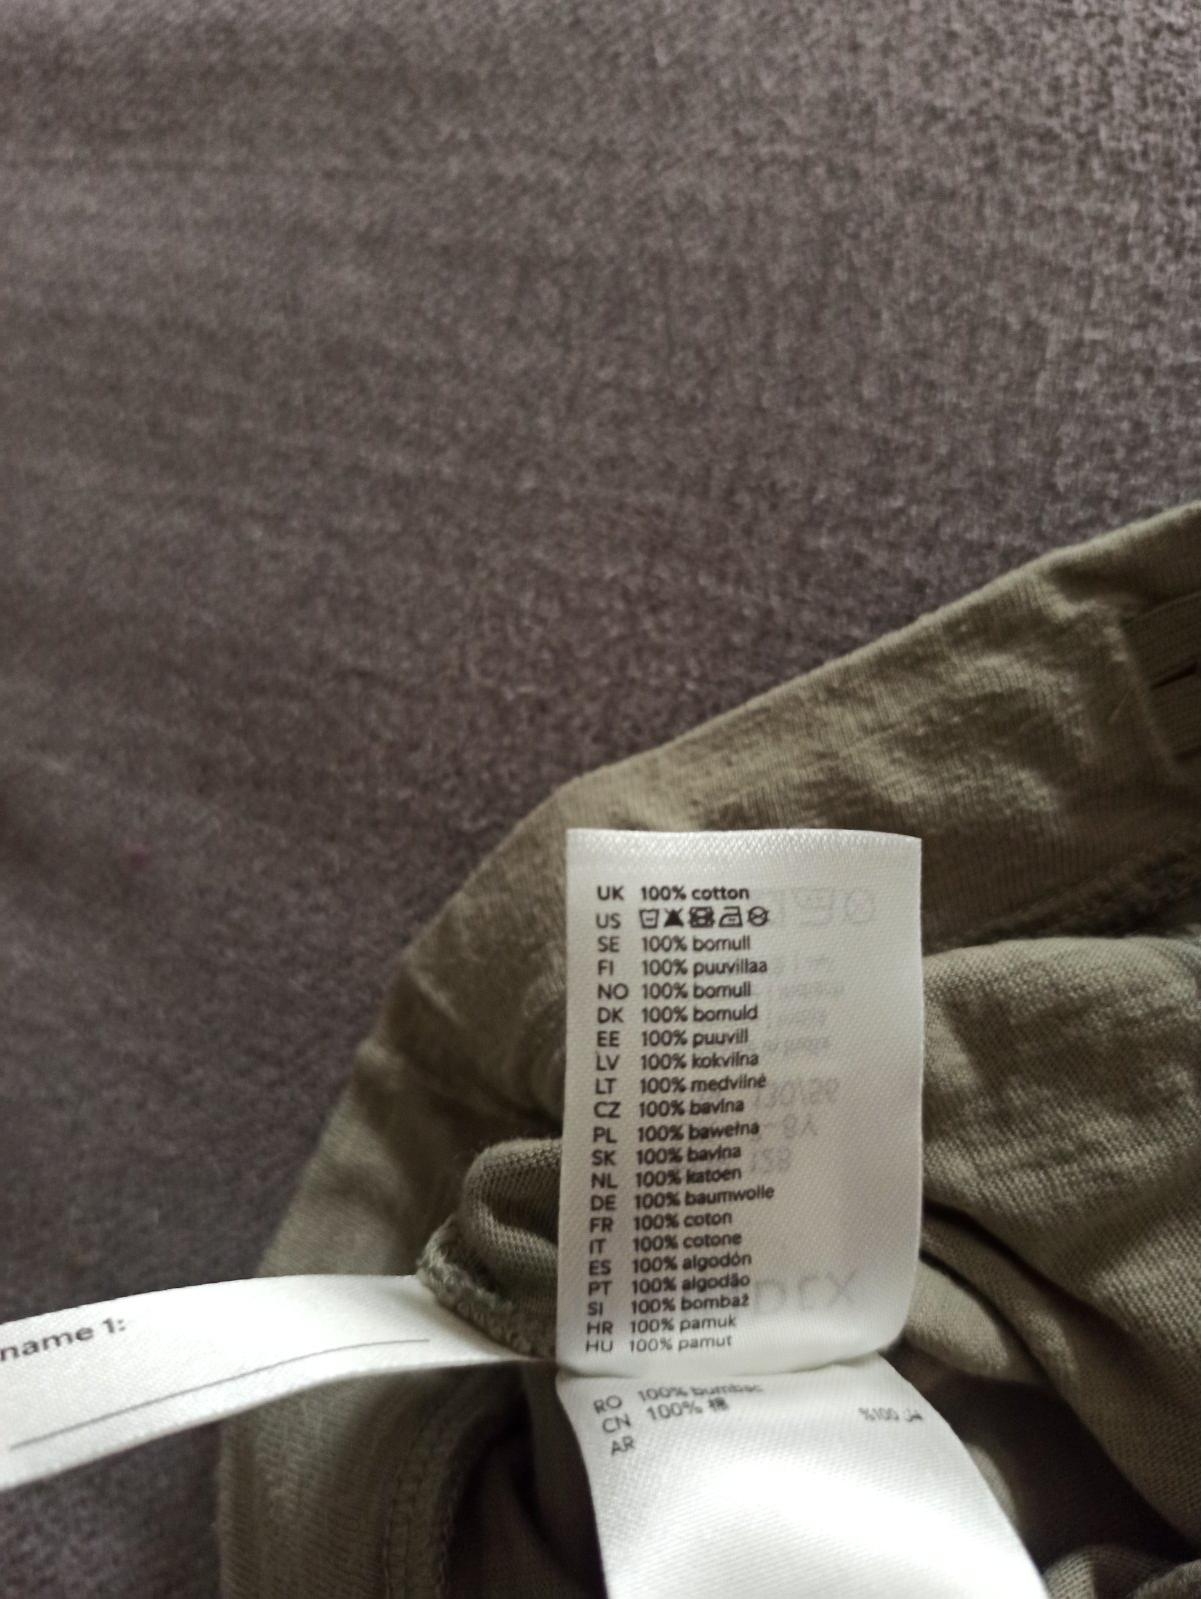 UK 100% cotton
US
SE 100% bomull
FI 100% puuvillaa
NO 100% bomull
DK 100% bomuld
EE 100% puuvill
LV 100% kokvilna
LT 100% medvilnė
CZ 100% bavlna
PL 100% bawełna
SK 100% bavlna
NL 100% katoen
DE 100% baumwolle
FR 100% coton
IT 100% cotone
ES 100% algodón
PT 100% algodão
SI 100% bombaž
HR 100% pamuk
HU 100% pamut
RO 100% bumbac
CN 100% 棉
AR %100
name 1: